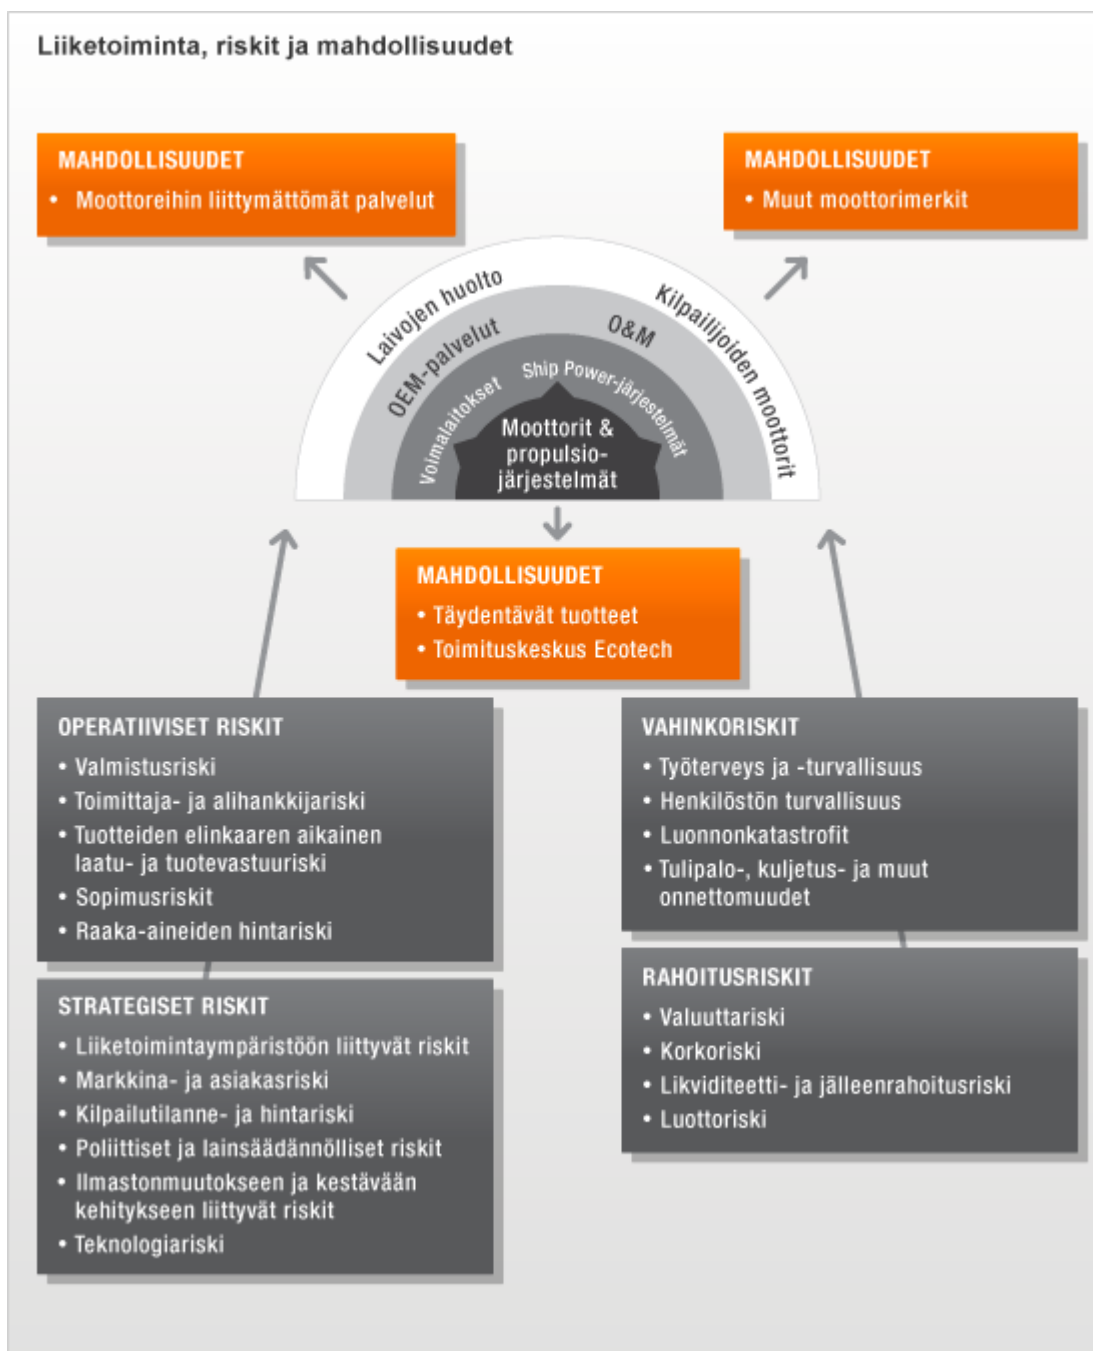 Liiketoiminta, riskit ja mahdollisuudet
MAHDOLLISUUDET
• Moottoreihin liittymättömät palvelut
MAHDOLLISUUDET
• Muut moottorimerkit
Laivojen huolto
Kilpailijoiden moottorit
OEM-palvelut
O&M
Voimalaitokset
Ship Power-järjestelmät
Moottorit &
propulsio-
järjestelmät
MAHDOLLISUUDET
• Täydentävät tuotteet
• Toimituskeskus Ecotech
OPERATIIVISET RISKIT
• Valmistusriski
• Toimittaja- ja alihankkijariski
• Tuotteiden elinkaaren aikainen
laatu- ja tuotevastuuriski
• Sopimusriskit
• Raaka-aineiden hintariski
VAHINKORISKIT
• Työterveys ja -turvallisuus
• Henkilöstön turvallisuus
• Luonnonkatastrofit
• Tulipalo-, kuljetus- ja muut
onnettomuudet
STRATEGISET RISKIT
• Liiketoimintaympäristöön liittyvät riskit
• Markkina- ja asiakasriski
• Kilpailutilanne- ja hintariski
• Poliittiset ja lainsäädännölliset riskit
• Ilmastonmuutokseen ja kestävään
kehitykseen liittyvät riskit
• Teknologiariski
RAHOITUSRISKIT
• Valuuttariski
• Korkoriski
• Likviditeetti- ja jälleenrahoitusriski
• Luottoriski